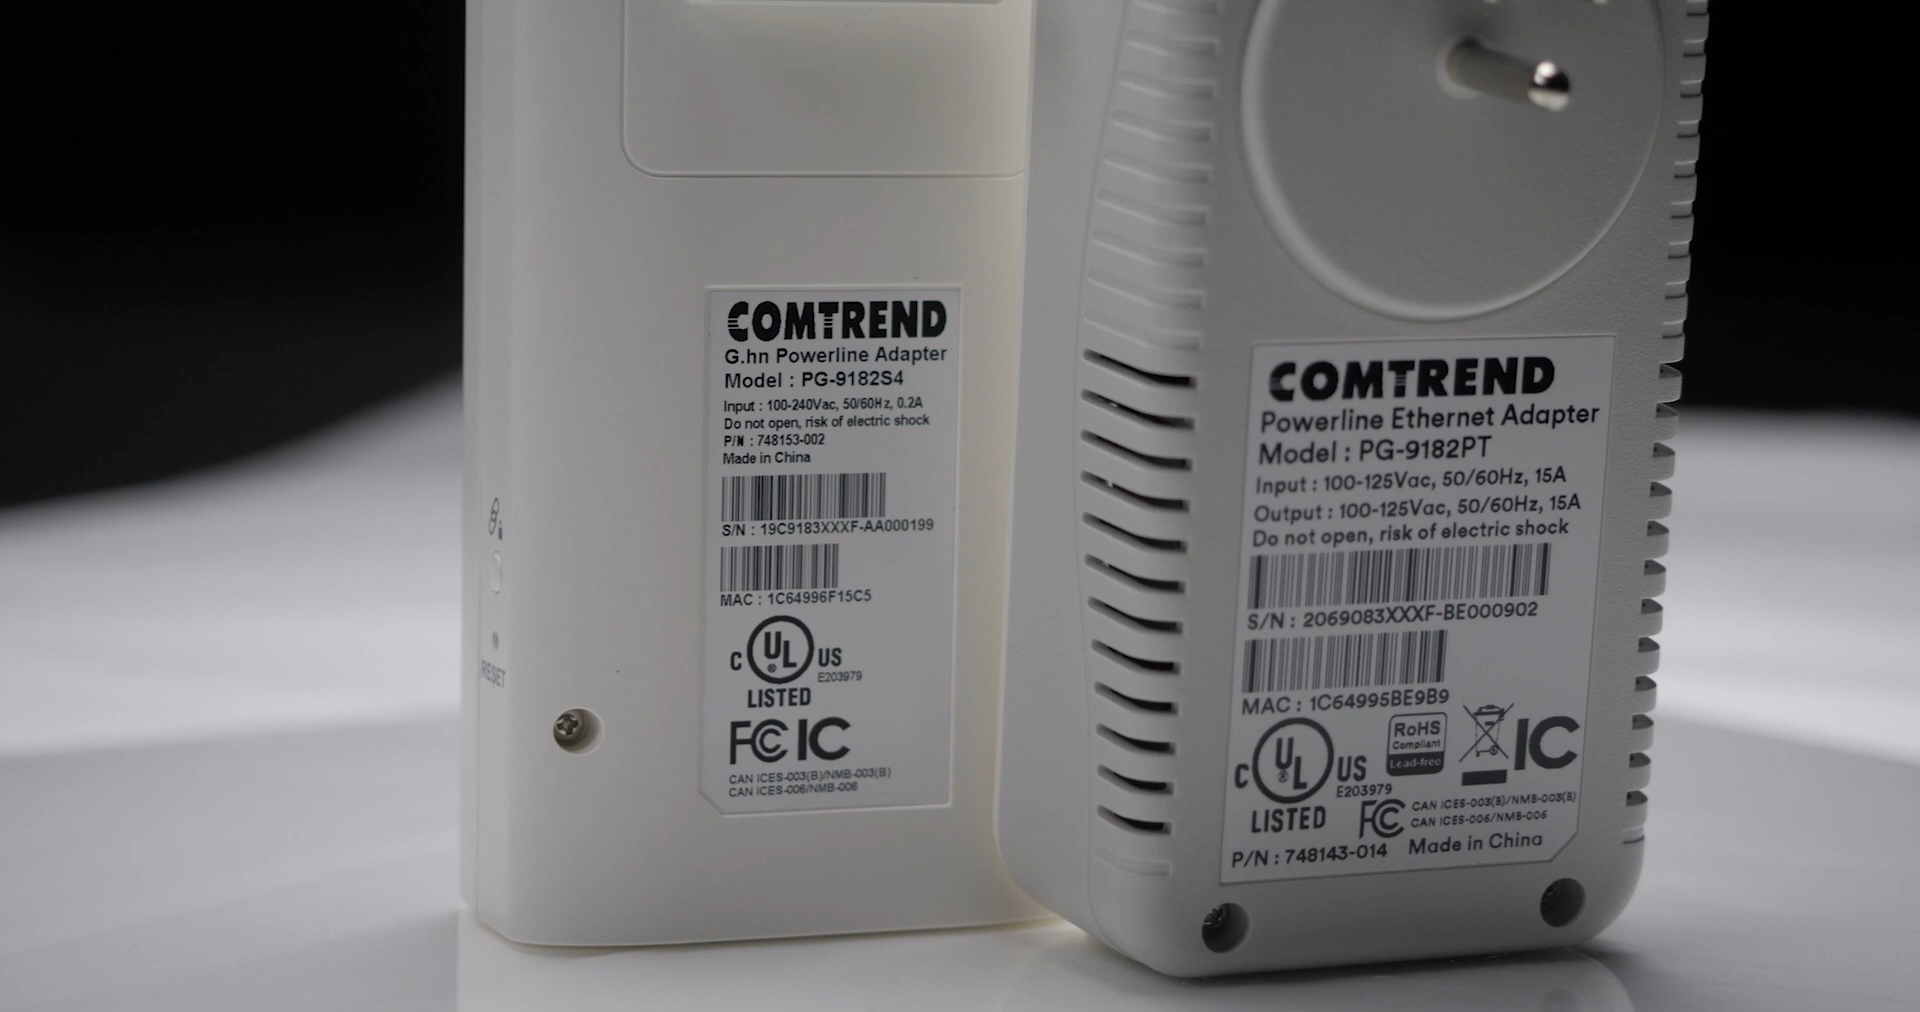 COMTREND
G.hn Powerline Adapter
Model : PG-9182S4
Input : 100-240Vac, 50/60Hz, 0.2A
Do not open, risk of electric shock
P/N : 748153-002
Made in China
S/N : 19C9183XXXF-AA000199
MAC : 1C64996F15C5
C UL US
®
E203979
LISTED
FC IC
CAN ICES-003(B)/NMB-003(B)
CAN ICES-006/NMB-006
RESET
COMTREND
Powerline Ethernet Adapter
Model : PG-9182PT
Input : 100-125Vac, 50/60Hz, 15A
Output : 100-125Vac, 50/60Hz, 15A
Do not open, risk of electric shock
S/N : 2069083XXXF-BE000902
MAC : 1C64995BE9B9
C UL US
®
E203979
LISTED
RoHS
Compliant
Lead-free
IC
FC
CAN ICES-003(B)/NMB-003(B)
CAN ICES-006/NMB-006
P/N : 748143-014 Made in China